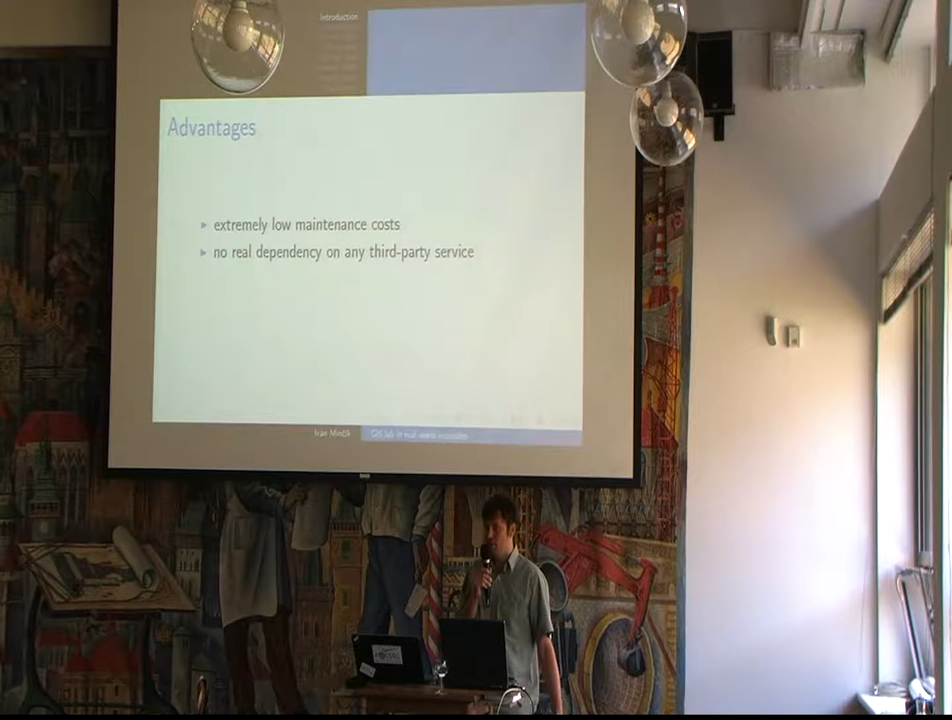 Introduction
Advantages
extremely low maintenance costs
no real dependency on any third-party service
Ivan Mincik